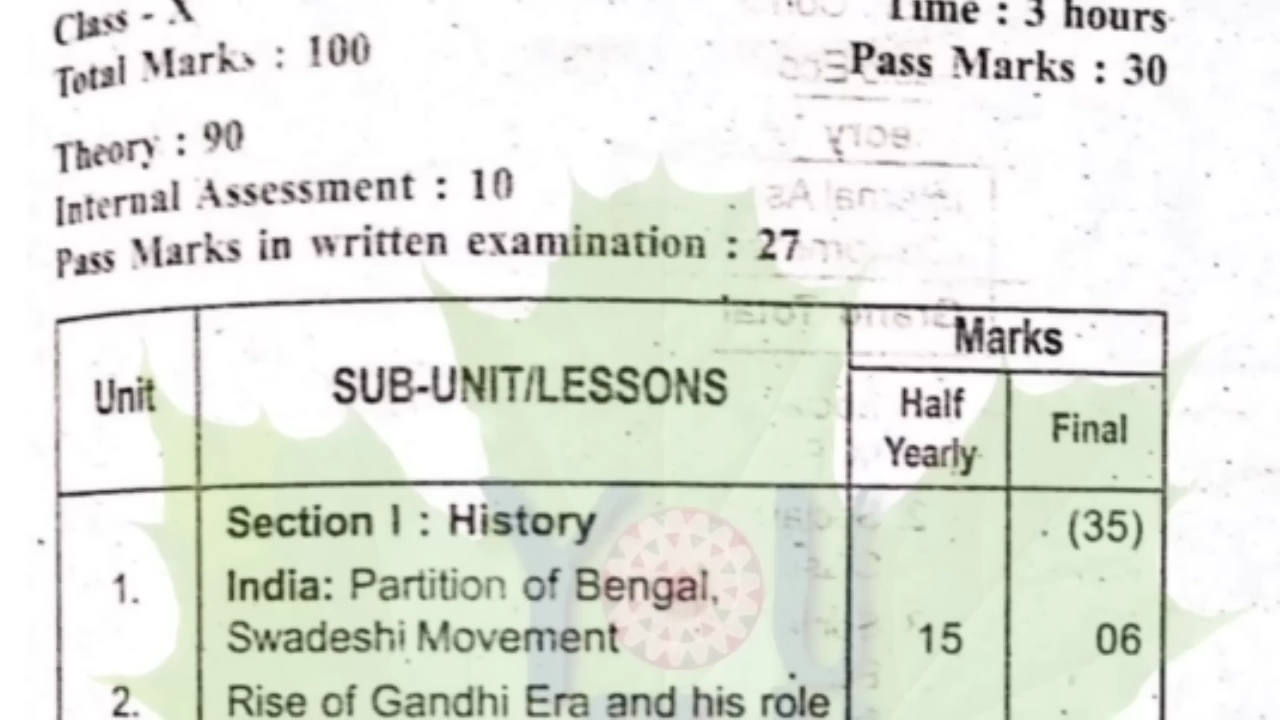 Class - X
Time : 3 hours
Total Marks : 100
Pass Marks : 30
Theory : 90
Internal Assessment : 10
Pass Marks in written examination : 27
Unit
SUB-UNIT/LESSONS
Marks
Half
Yearly
Final
Section I : History (35)
1. India: Partition of Bengal,
Swadeshi Movement 15 06
2. Rise of Gandhi Era and his role